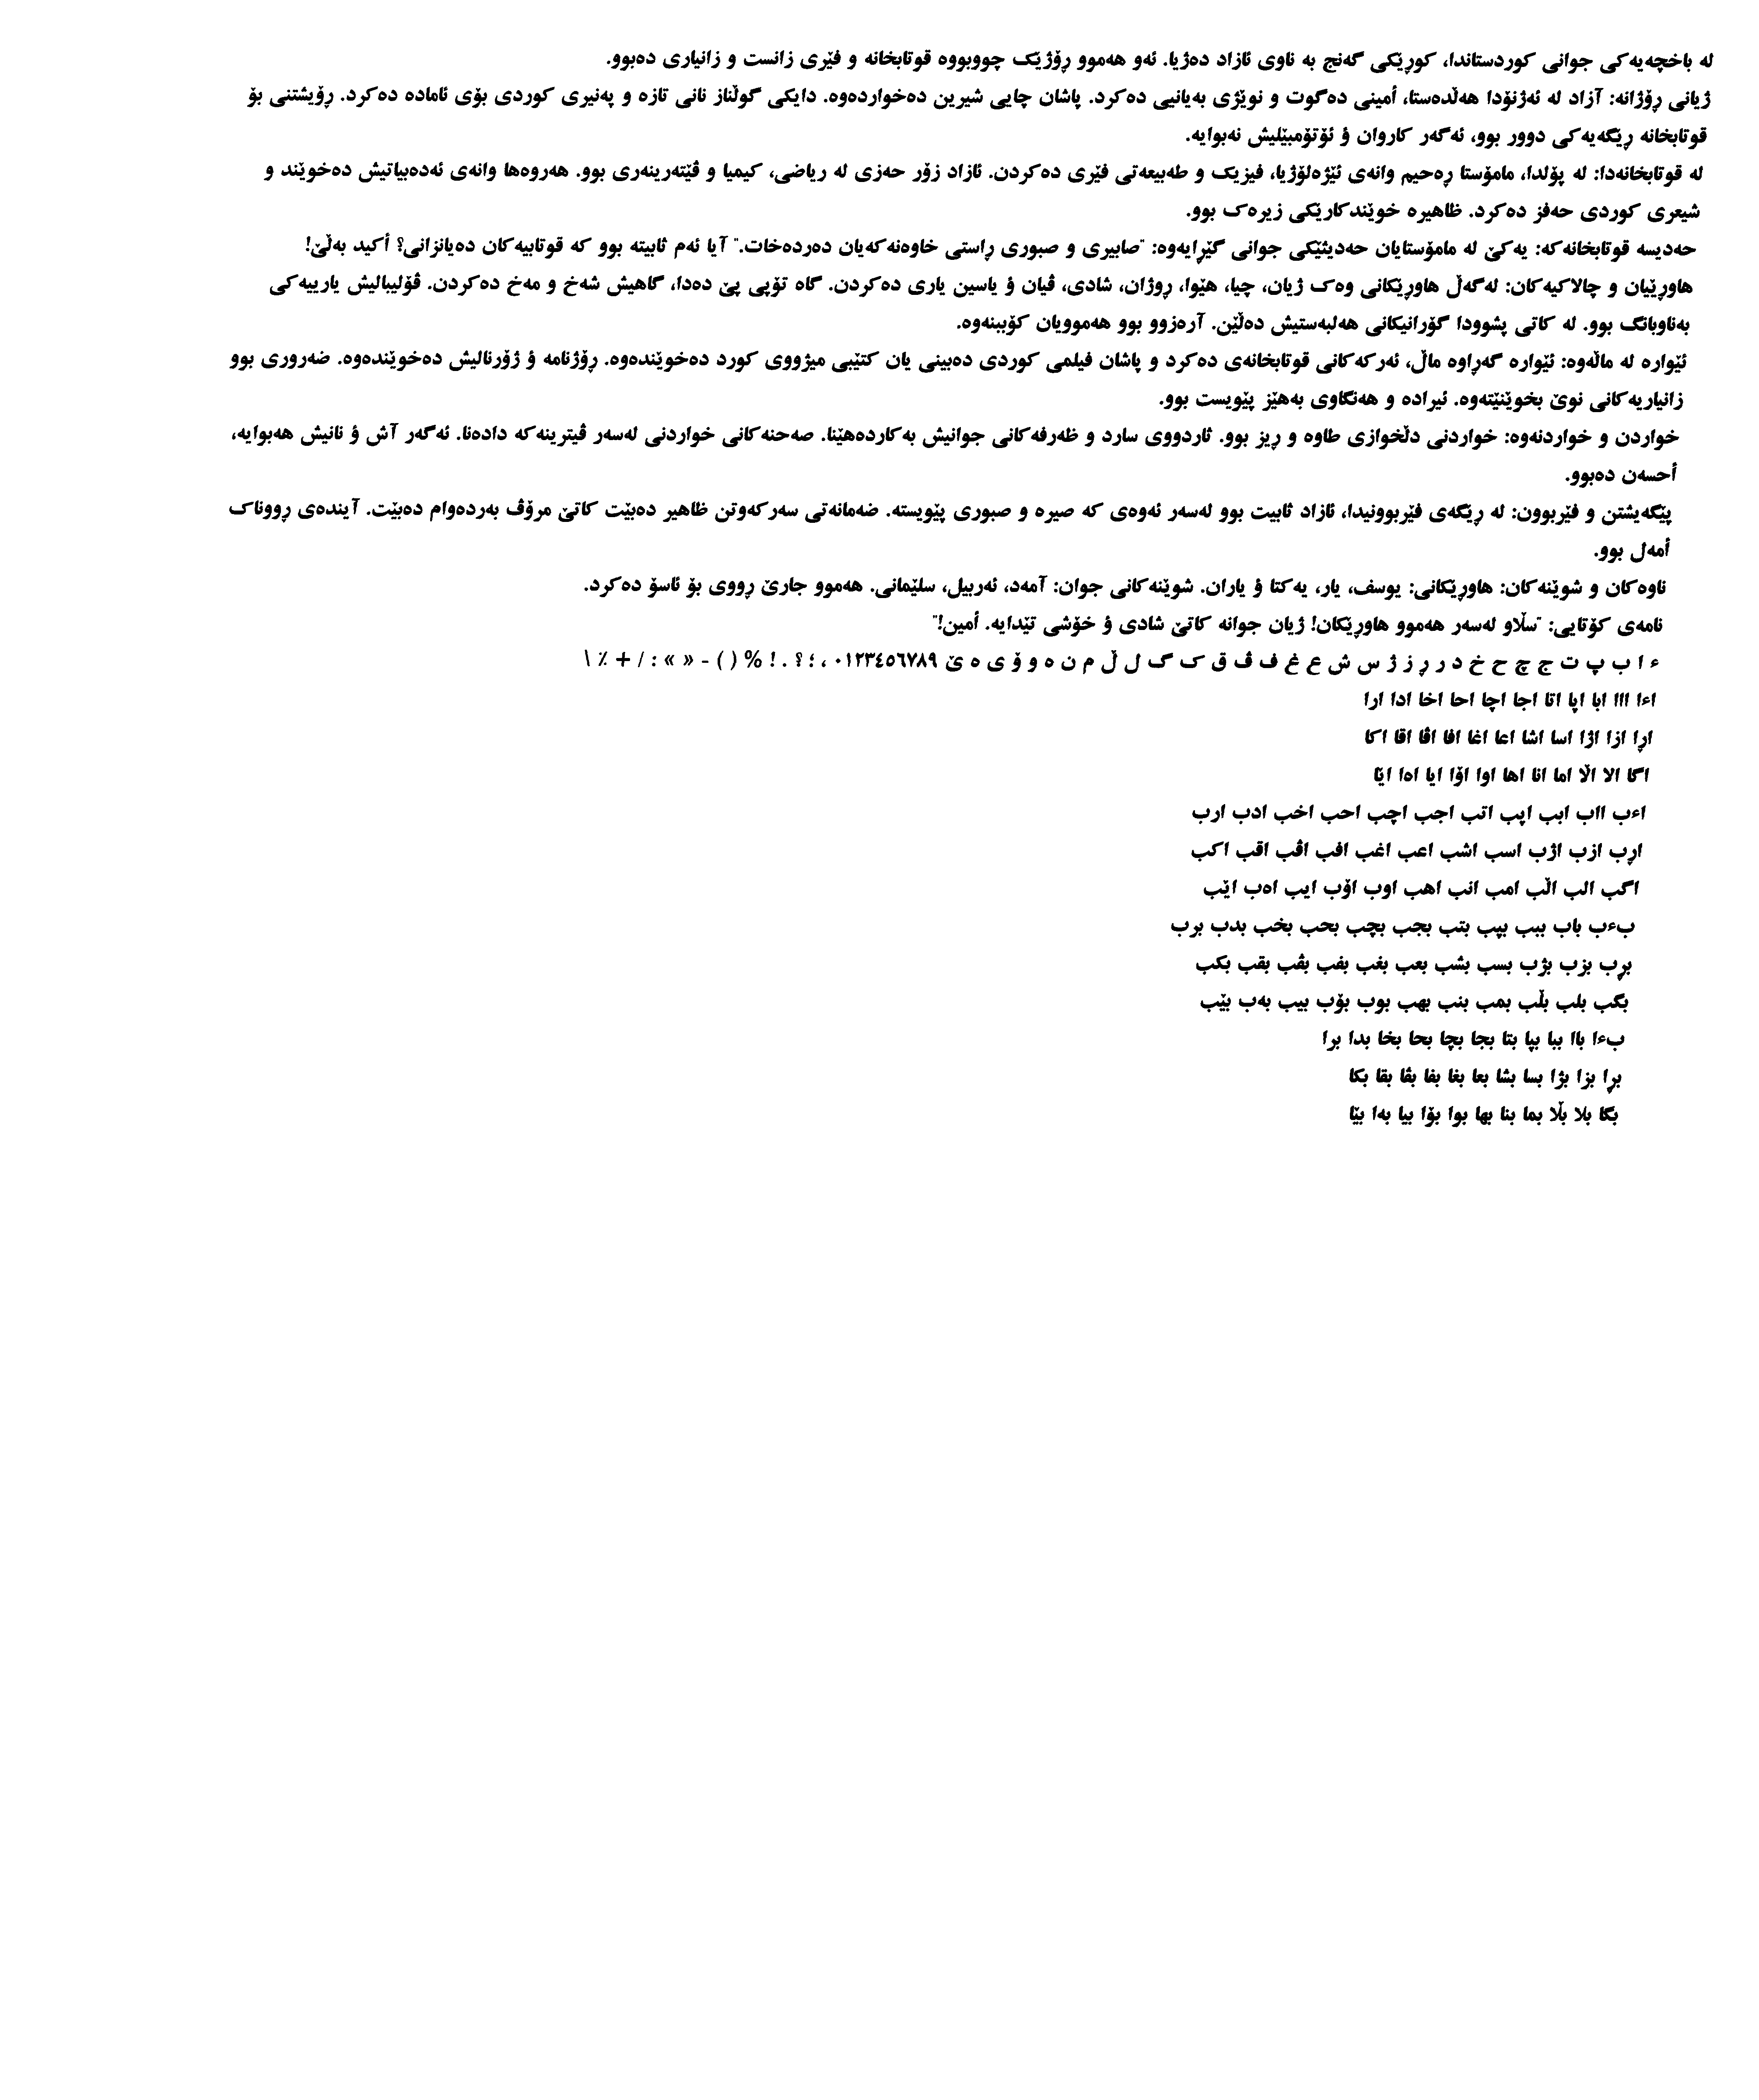 لە باخچەیەکی جوانی کوردستاندا، کوڕێکی گەنج بە ناوی ئازاد دەژیا. ئەو هەموو ڕۆژێک چووبووە قوتابخانە و فێری زانست و زانیاری دەبوو.
ژیانی ڕۆژانە: آزاد لە ئەژنۆدا هەڵدەستا، أمینی دەگوت و نوێژی بەیانیی دەکرد. پاشان چایی شیرین دەخواردەوە. دایکی گوڵناز نانی تازە و پەنیری کوردی بۆی ئامادە دەکرد. ڕۆیشتنی بۆ
قوتابخانە ڕێگەیەکی دوور بوو، ئەگەر کاروان ؤ ئۆتۆمبێلیش نەبوایە.
لە قوتابخانەدا: لە پۆلدا، مامۆستا ڕەحیم وانەی ئێژەلۆژیا، فیزیک و طەبیعەتی فێری دەکردن. ئازاد زۆر حەزی لە ریاضی، کیمیا و ڤێتەرینەری بوو. هەروەها وانەی ئەدەبیاتیش دەخوێند و
شیعری کوردی حەفز دەکرد. ظاهیرە خوێندکارێکی زیرەک بوو.
حەدیسە قوتابخانەکە: یەکێ لە مامۆستایان حەدیثێکی جوانی گێڕایەوە: "صابیری و صبوری ڕاستی خاوەنەکەیان دەردەخات." آیا ئەم ثابیتە بوو کە قوتابیەکان دەیانزانی؟ أکید بەڵێ!
هاوڕێیان و چالاکیەکان: لەگەڵ هاوڕێکانی وەک ژیان، چیا، هێوا، ڕوژان، شادی، ڤیان ؤ یاسین یاری دەکردن. گاە تۆپی پێ دەدا، گاهیش شەخ و مەخ دەکردن. ڤۆلیبالیش یارییەکی
بەناوبانگ بوو. لە کاتی پشوودا گۆرانیکانی هەلبەستیش دەڵێن. آرەزوو بوو هەموویان کۆببنەوە.
ئێوارە لە ماڵەوە: ئێوارە گەڕاوە ماڵ، ئەرکەکانی قوتابخانەی دەکرد و پاشان فیلمی کوردی دەبینی یان کتێبی میژووی کورد دەخوێندەوە. ڕۆژنامە ؤ ژۆرنالیش دەخوێندەوە. ضەروری بوو
زانیاریەکانی نوێ بخوێنێتەوە. ئیرادە و هەنگاوی بەهێز پێویست بوو.
خواردن و خواردنەوە: خواردنی دڵخوازی طاوە و ڕیز بوو. ثاردووی سارد و ظەرفەکانی جوانیش بەکاردەهێنا. صەحنەکانی خواردنی لەسەر ڤیترینەکە دادەنا. ئەگەر آش ؤ نانیش هەبوایە،
أحسەن دەبوو.
پێگەیشتن و فێربوون: لە ڕێگەی فێربوونیدا، ئازاد ثابیت بوو لەسەر ئەوەی کە صیرە و صبوری پێویستە. ضەمانەتی سەرکەوتن ظاهیر دەبێت کاتێ مرۆڤ بەردەوام دەبێت. آیندەی ڕووناک
أمەل بوو.
ناوەکان و شوێنەکان: هاوڕێکانی: یوسف، یار، یەکتا ؤ یاران. شوێنەکانی جوان: آمەد، ئەربیل، سلێمانی. هەموو جارێ ڕووی بۆ ئاسۆ دەکرد.
نامەی کۆتایی: "سڵاو لەسەر هەموو هاوڕێکان! ژیان جوانە کاتێ شادی ؤ خۆشی تێدایە. أمین!"
ء ا ب پ ت ج چ ح خ د ر ڕ ز ژ س ش ع غ ف ڤ ق ک گ ل ڵ م ن ە و ۆ ی ە ێ ٠١٢٣٤٥٦٧٨٩ ، ؛ ؟ . ! % ( ) - « » : / + ٪ \
اءا ااا ابا اپا اتا اجا اچا احا اخا ادا ارا
اڕا ازا اژا اسا اشا اعا اغا افا اڤا اقا اکا
اگا الا اڵا اما انا اها اوا اۆا ایا اەا اێا
اءب ااب ابب اپب اتب اجب اچب احب اخب ادب ارب
اڕب ازب اژب اسب اشب اعب اغب افب اڤب اقب اکب
اگب الب اڵب امب انب اهب اوب اۆب ایب اەب اێب
بءب باب ببب بپب بتب بجب بچب بحب بخب بدب برب
بڕب بزب بژب بسب بشب بعب بغب بفب بڤب بقب بکب
بگب بلب بڵب بمب بنب بهب بوب بۆب بیب بەب بێب
بءا باا ببا بپا بتا بجا بچا بحا بخا بدا برا
بڕا بزا بژا بسا بشا بعا بغا بفا بڤا بقا بکا
بگا بلا بڵا بما بنا بها بوا بۆا بیا بەا بێا